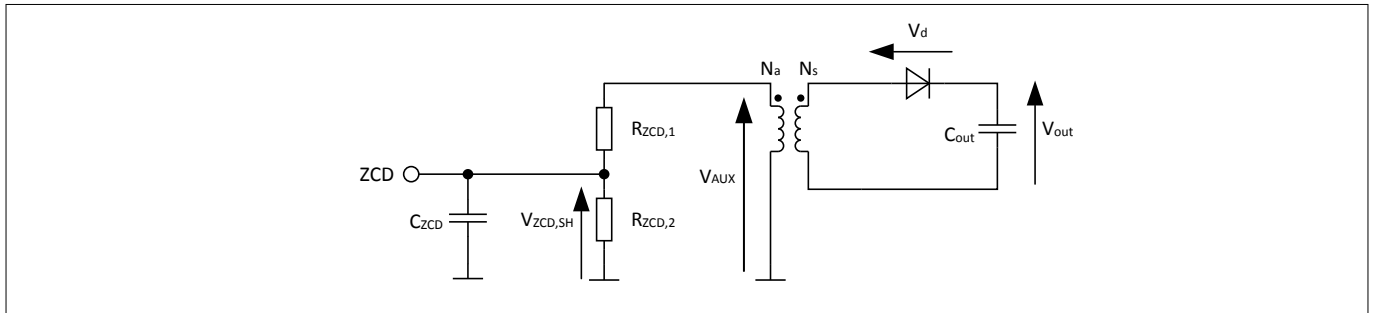 Vd
Na Ns
RZCD,1
Cout
Vout
ZCD
VAUX
CZCD
VZCD,SH
RZCD,2